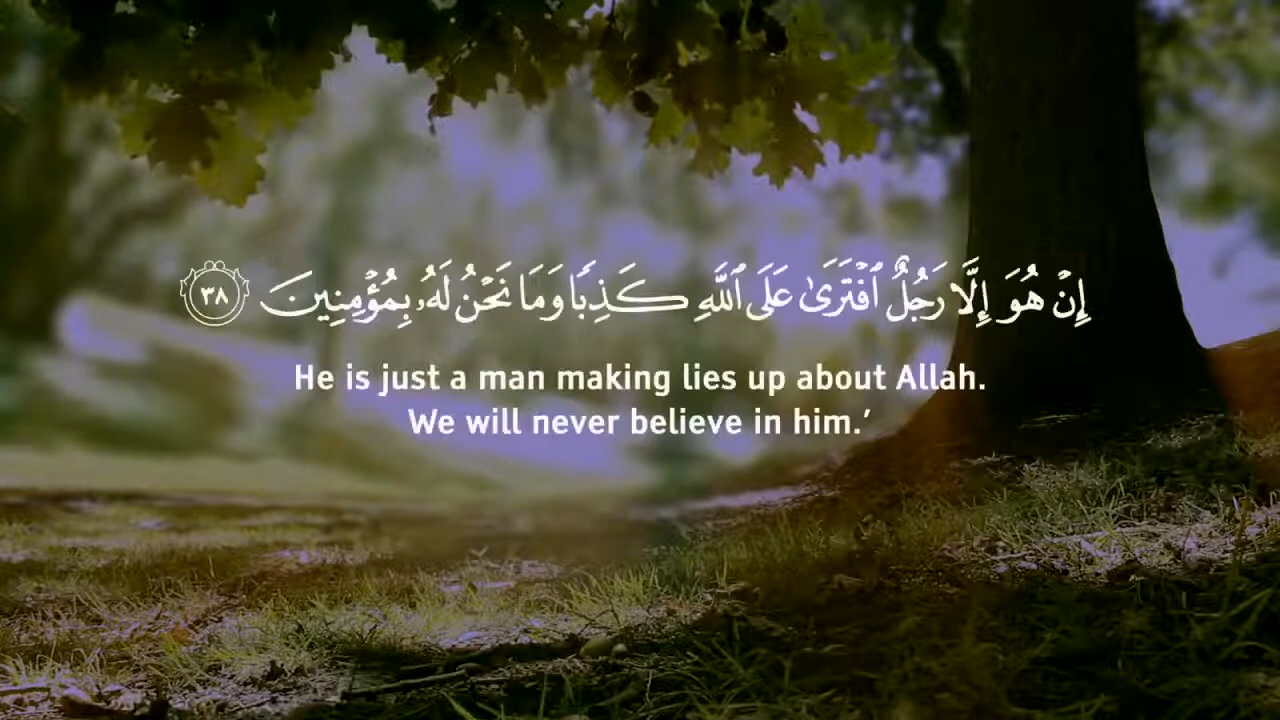 إِنْ هُوَ إِلَّا رَجُلٌ ٱفْتَرَىٰ عَلَى ٱللَّهِ كَذِبًا وَمَا نَحْنُ لَهُۥ بِمُؤْمِنِينَ ٣٨
He is just a man making lies up about Allah.
We will never believe in him.’